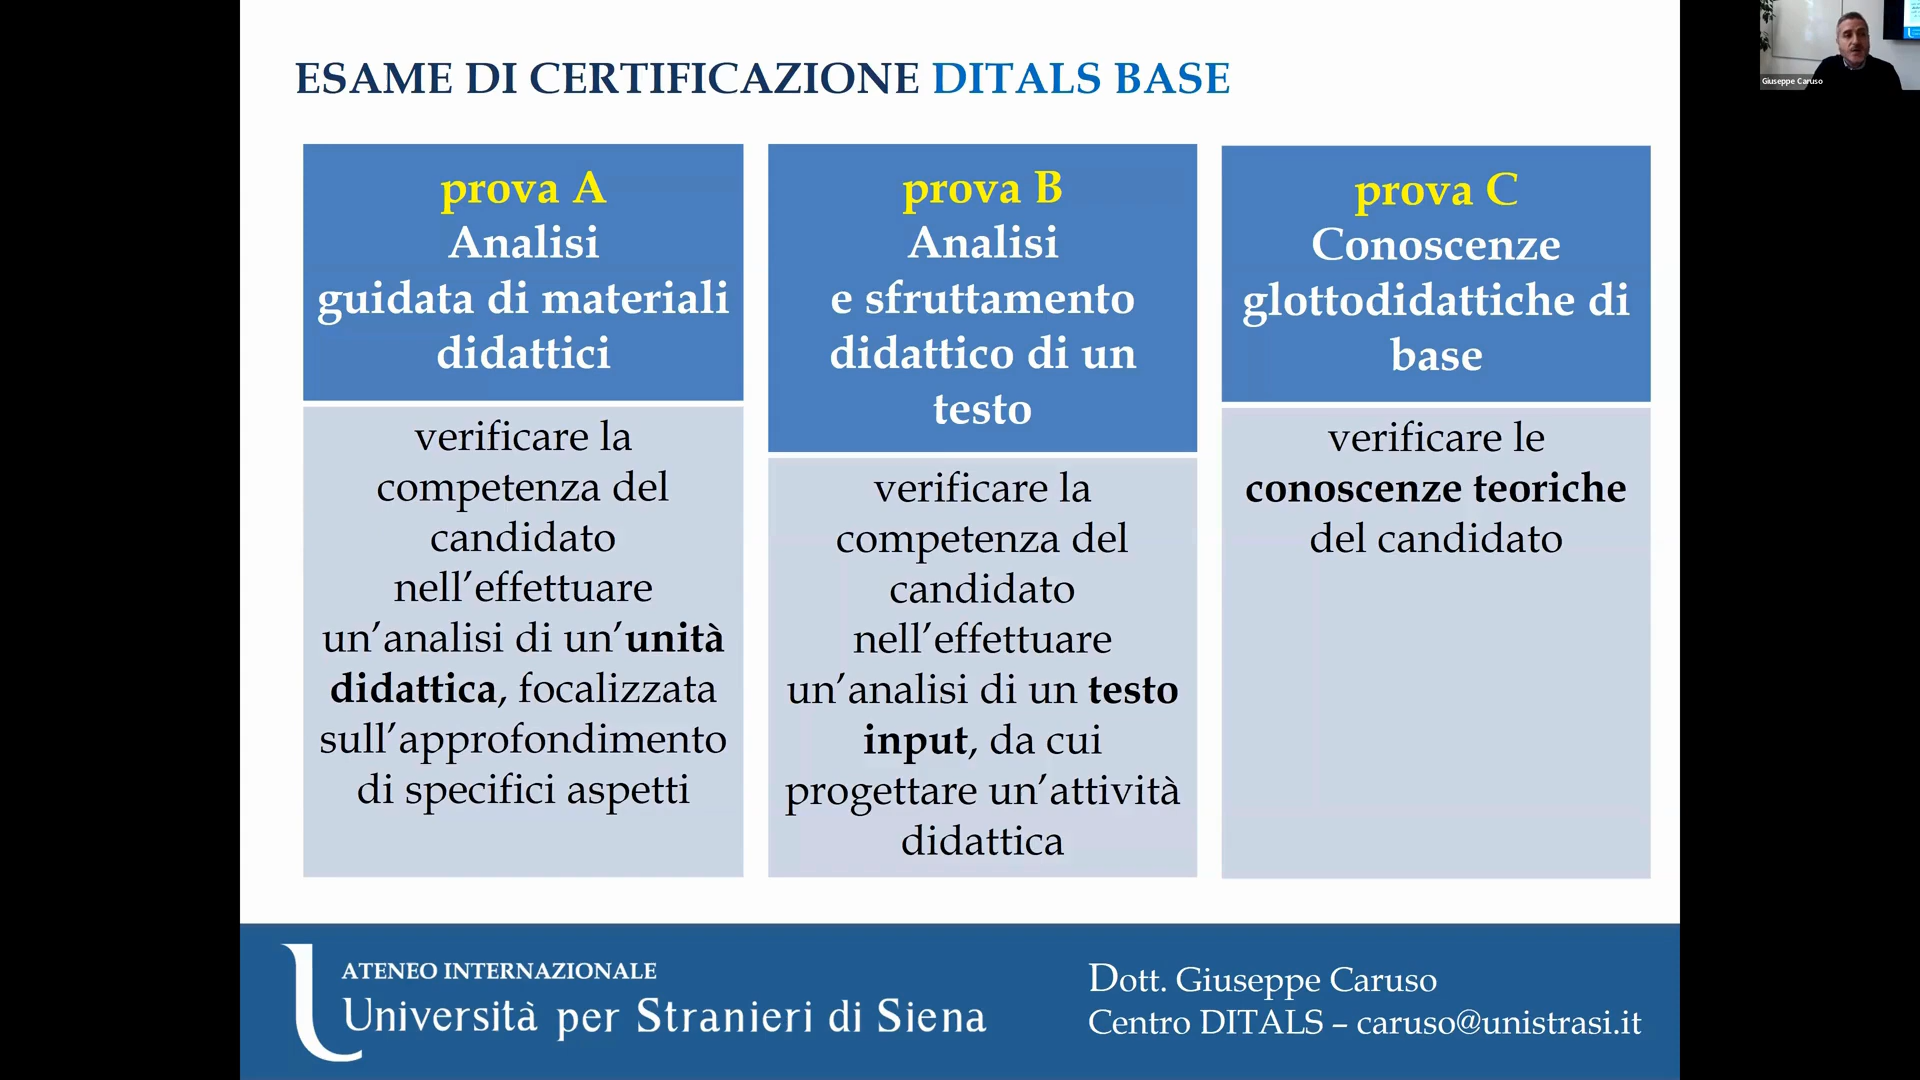 ESAME DI CERTIFICAZIONE DITALS BASE
prova A
Analisi
guidata di materiali
didattici
verificare la
competenza del
candidato
nell’effettuare
un’analisi di un’unità
didattica, focalizzata
sull’approfondimento
di specifici aspetti
prova B
Analisi
e sfruttamento
didattico di un
testo
verificare la
competenza del
candidato
nell’effettuare
un’analisi di un testo
input, da cui
progettare un’attività
didattica
prova C
Conoscenze
glottodidattiche di
base
verificare le
conoscenze teoriche
del candidato
ATENEO INTERNAZIONALE
Università per Stranieri di Siena
Dott. Giuseppe Caruso
Centro DITALS – caruso@unistrasi.it
Giuseppe Caruso